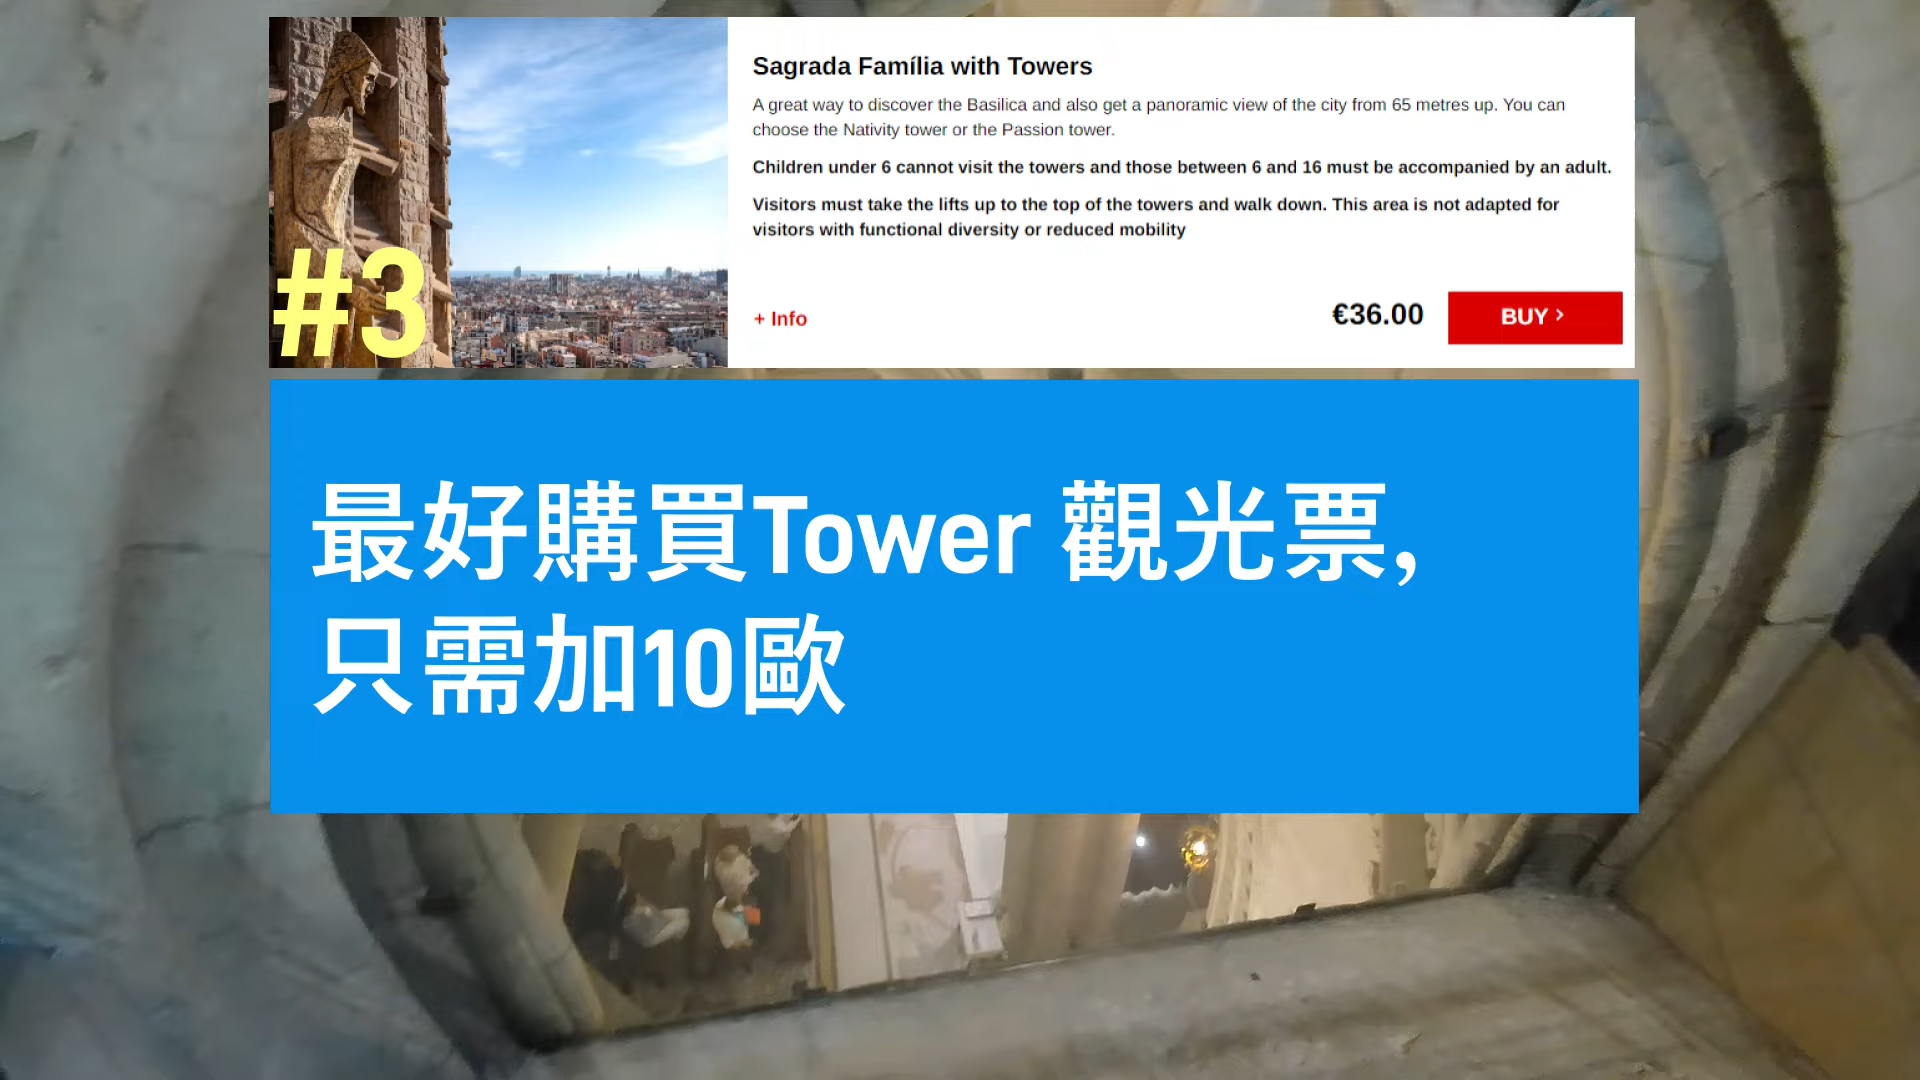 Sagrada Família with Towers
A great way to discover the Basilica and also get a panoramic view of the city from 65 metres up. You can
choose the Nativity tower or the Passion tower.
Children under 6 cannot visit the towers and those between 6 and 16 must be accompanied by an adult.
Visitors must take the lifts up to the top of the towers and walk down. This area is not adapted for
visitors with functional diversity or reduced mobility
#3
+ Info
€36.00
BUY >
最好購買Tower 觀光票,
只需加10歐